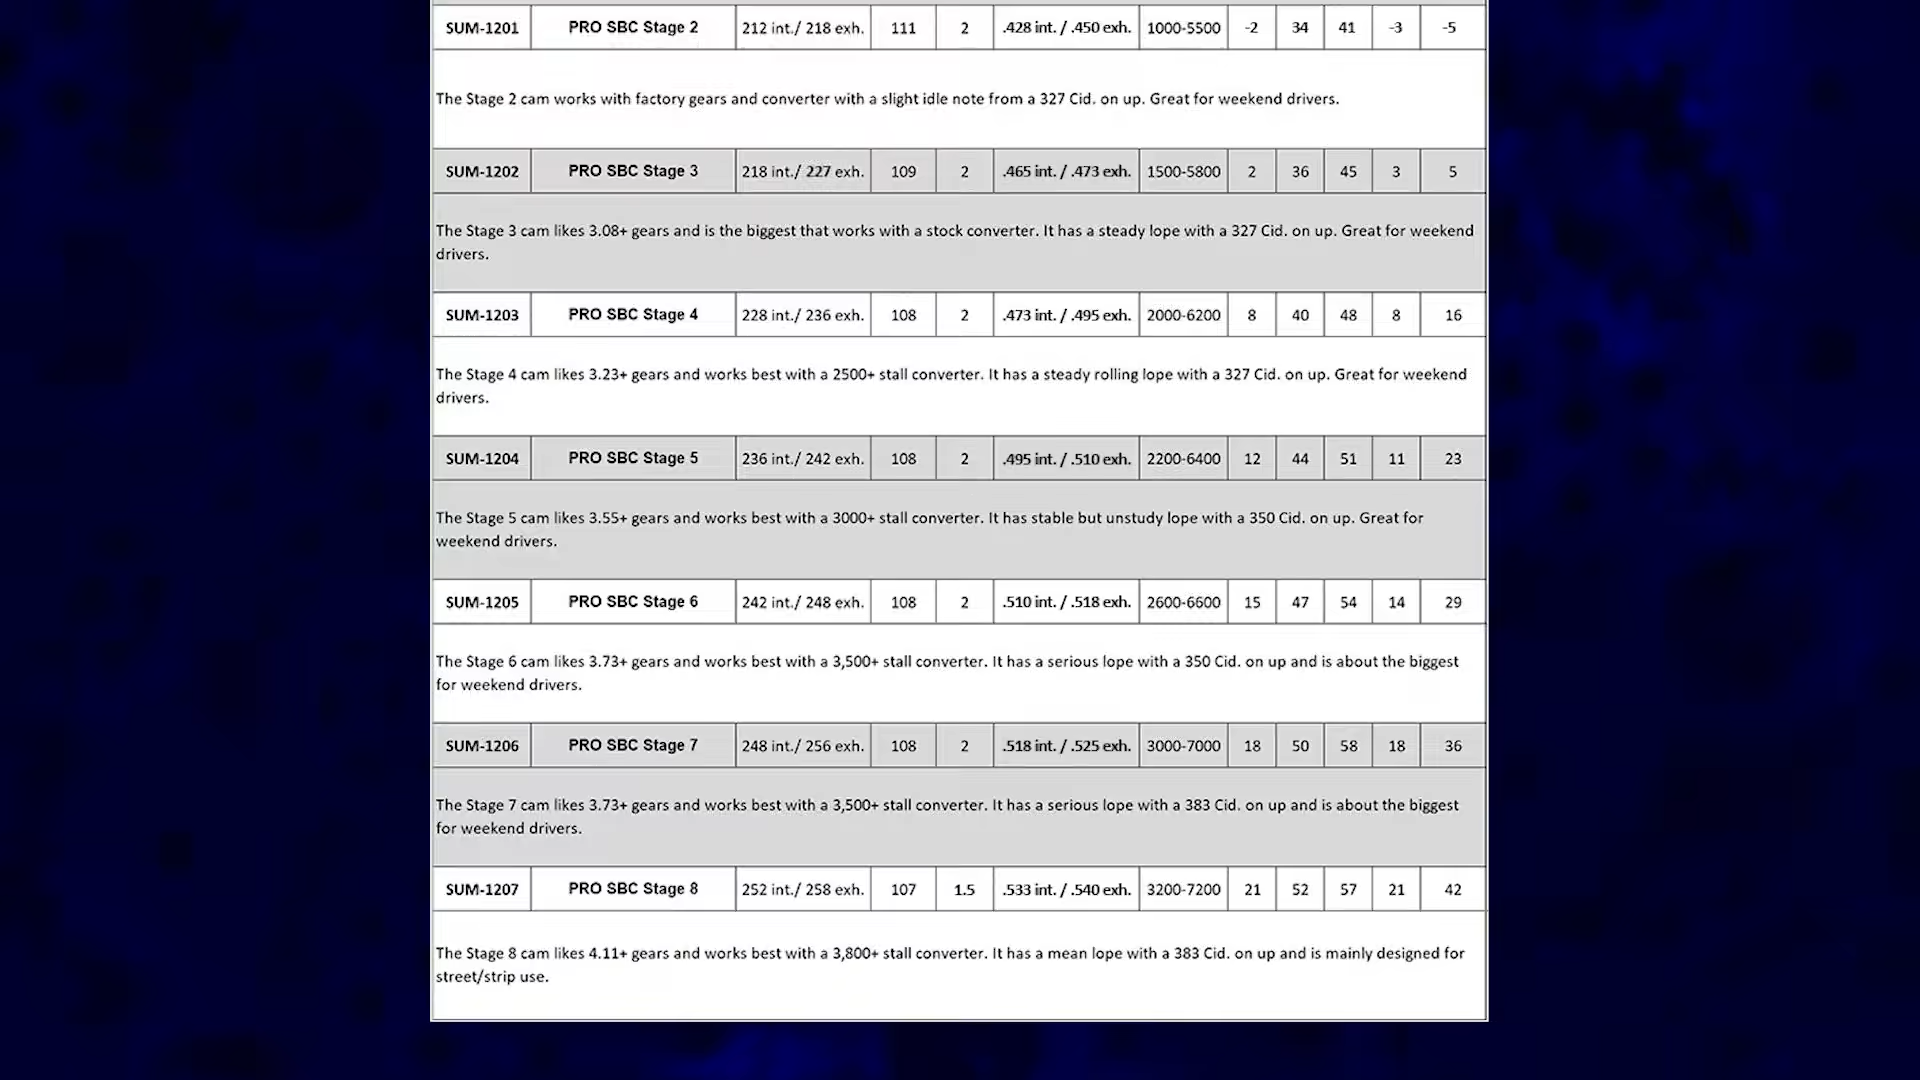 SUM-1201 PRO SBC Stage 2 212 int./ 218 exh. 111 2 .428 int. / .450 exh. 1000-5500 -2 34 41 -3 -5
The Stage 2 cam works with factory gears and converter with a slight idle note from a 327 Cid. on up. Great for weekend drivers.
SUM-1202 PRO SBC Stage 3 218 int./ 227 exh. 109 2 .465 int. / .473 exh. 1500-5800 2 36 45 3 5
The Stage 3 cam likes 3.08+ gears and is the biggest that works with a stock converter. It has a steady lope with a 327 Cid. on up. Great for weekend
drivers.
SUM-1203 PRO SBC Stage 4 228 int./ 236 exh. 108 2 .473 int. / .495 exh. 2000-6200 8 40 48 8 16
The Stage 4 cam likes 3.23+ gears and works best with a 2500+ stall converter. It has a steady rolling lope with a 327 Cid. on up. Great for weekend
drivers.
SUM-1204 PRO SBC Stage 5 236 int./ 242 exh. 108 2 .495 int. / .510 exh. 2200-6400 12 44 51 11 23
The Stage 5 cam likes 3.55+ gears and works best with a 3000+ stall converter. It has stable but unstudy lope with a 350 Cid. on up. Great for
weekend drivers.
SUM-1205 PRO SBC Stage 6 242 int./ 248 exh. 108 2 .510 int. / .518 exh. 2600-6600 15 47 54 14 29
The Stage 6 cam likes 3.73+ gears and works best with a 3,500+ stall converter. It has a serious lope with a 350 Cid. on up and is about the biggest
for weekend drivers.
SUM-1206 PRO SBC Stage 7 248 int./ 256 exh. 108 2 .518 int. / .525 exh. 3000-7000 18 50 58 18 36
The Stage 7 cam likes 3.73+ gears and works best with a 3,500+ stall converter. It has a serious lope with a 383 Cid. on up and is about the biggest
for weekend drivers.
SUM-1207 PRO SBC Stage 8 252 int./ 258 exh. 107 1.5 .533 int. / .540 exh. 3200-7200 21 52 57 21 42
The Stage 8 cam likes 4.11+ gears and works best with a 3,800+ stall converter. It has a mean lope with a 383 Cid. on up and is mainly designed for
street/strip use.